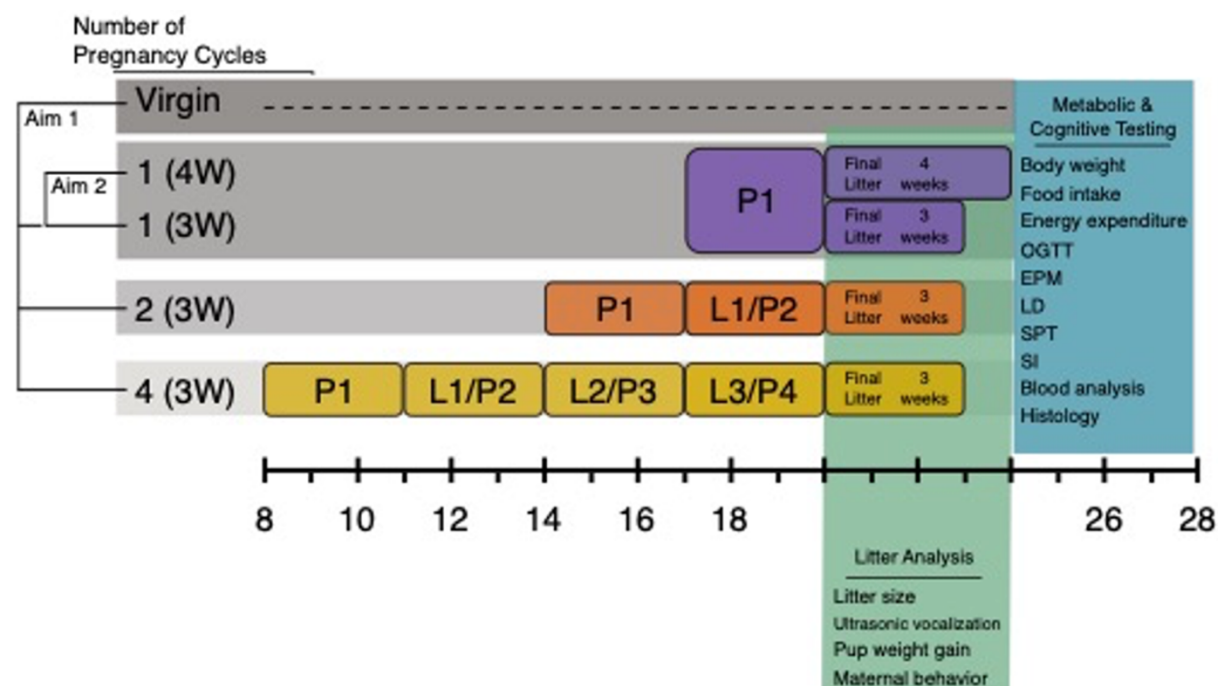 Number of
Pregnancy Cycles
Virgin
Aim 1
1 (4W)
Aim 2
1 (3W)
2 (3W)
4 (3W)
P1
Final 4
Litter weeks
Final 3
Litter weeks
P1
L1/P2
Final 3
Litter weeks
P1
L1/P2
L2/P3
L3/P4
Final 3
Litter weeks
Metabolic &
Cognitive Testing
Body weight
Food intake
Energy expenditure
OGTT
EPM
LD
SPT
SI
Blood analysis
Histology
8 10 12 14 16 18 26 28
Litter Analysis
Litter size
Ultrasonic vocalization
Pup weight gain
Maternal behavior